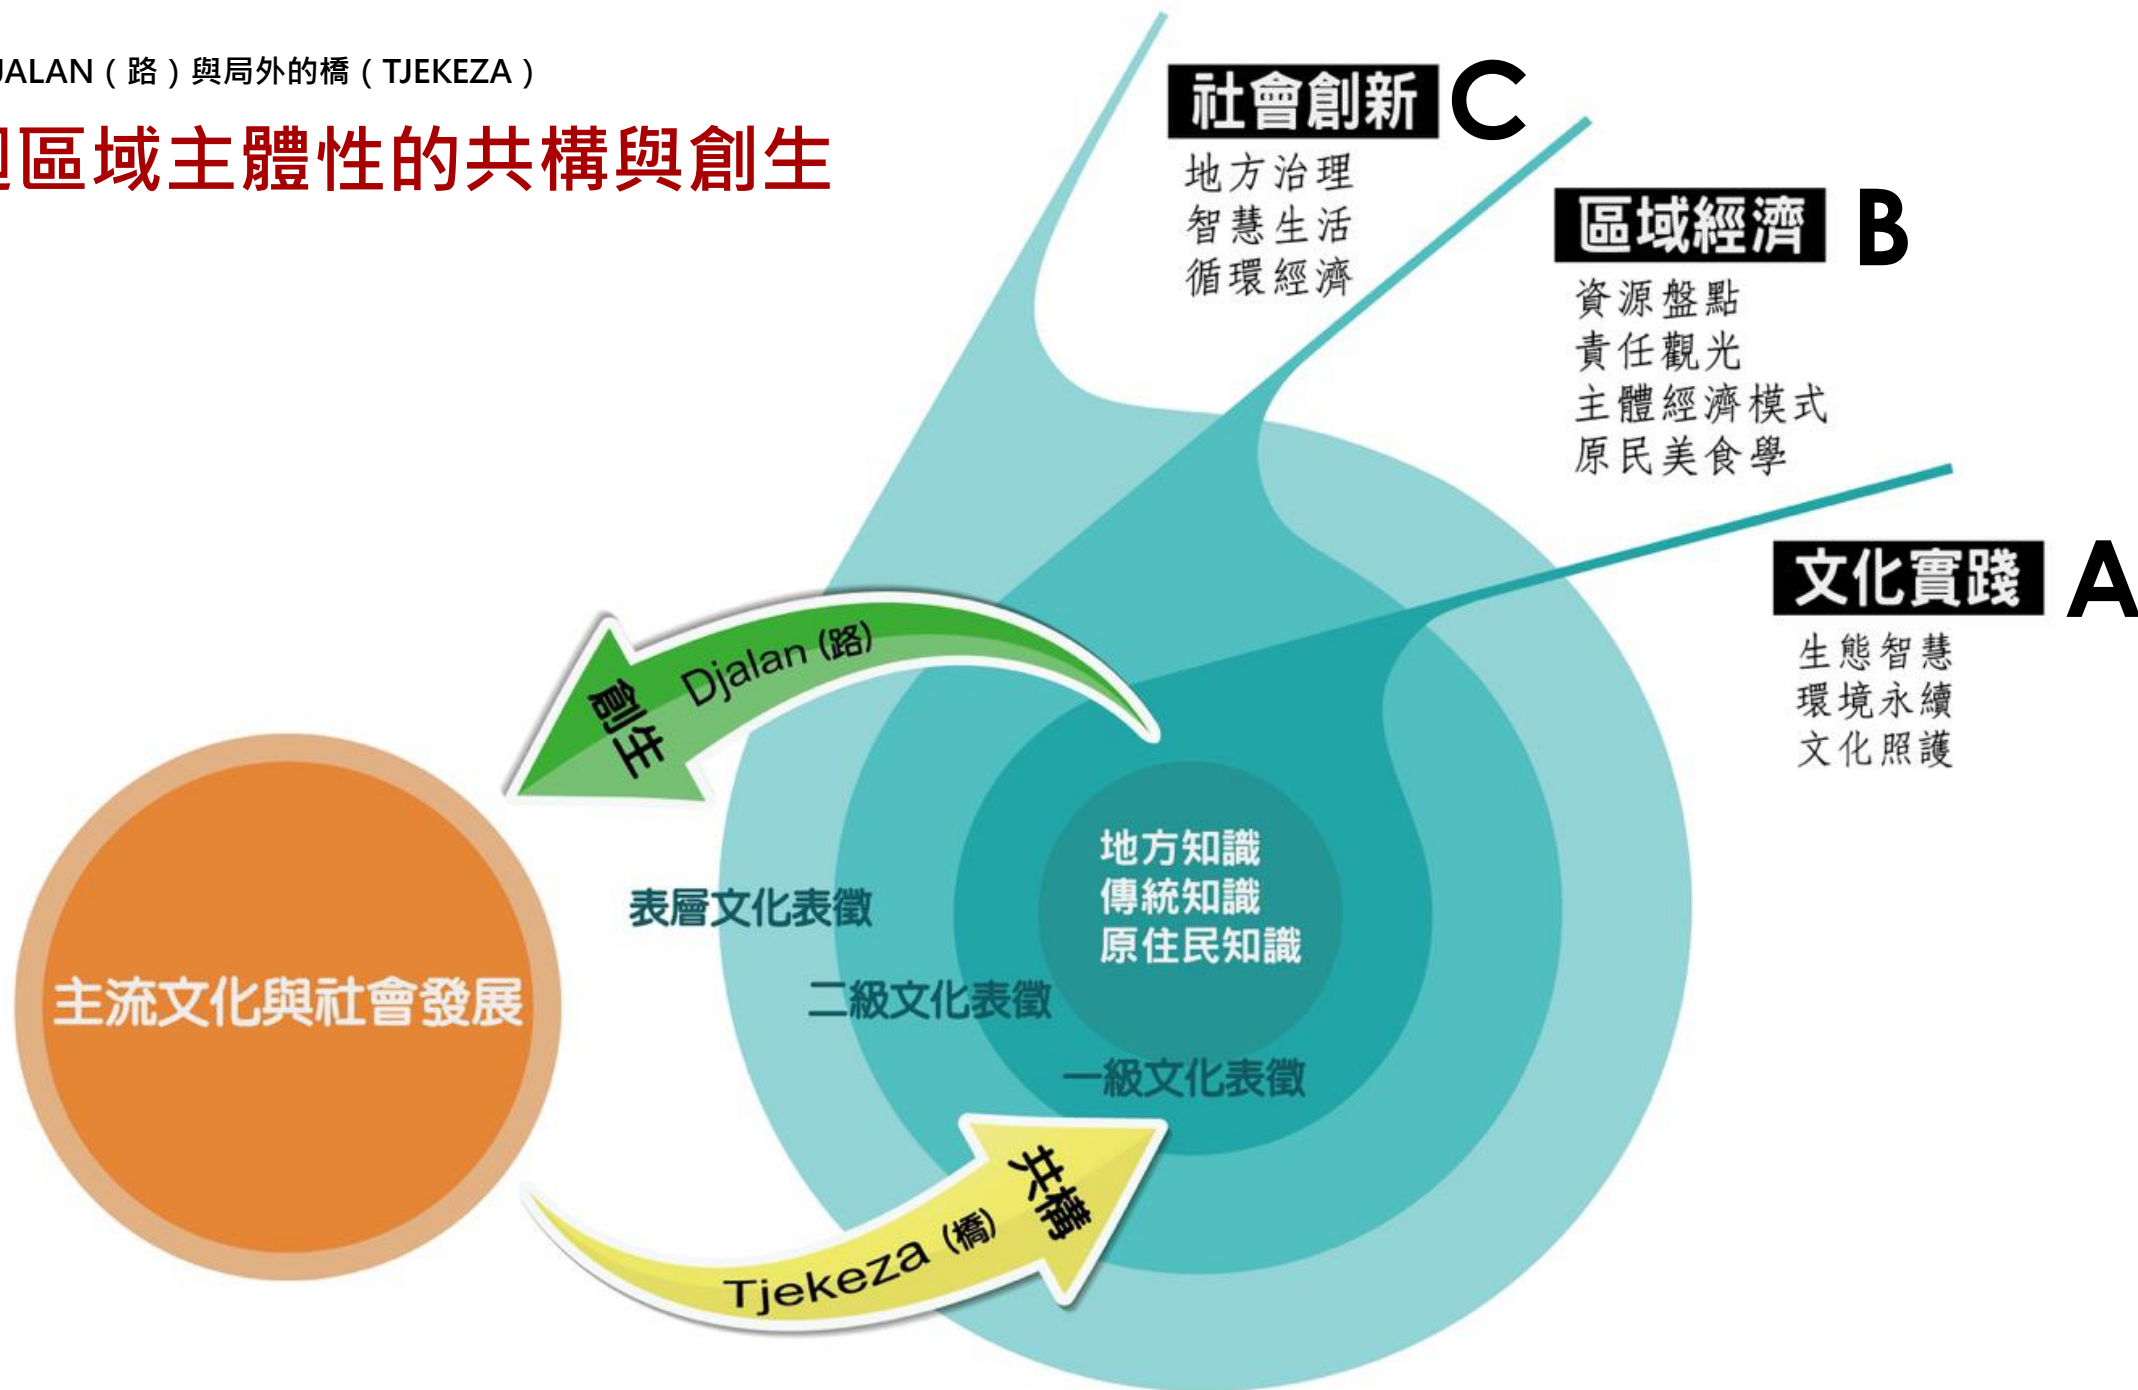 JALAN（路）與局外的橋（TJEKEZA）
區域主體性的共構與創生
社會創新 C
地方治理
智慧生活
循環經濟
區域經濟 B
資源盤點
責任觀光
主體經濟模式
原民美食學
文化實踐 A
生態智慧
環境永續
文化照護
創生
Djalan (路)
地方知識
傳統知識
原住民知識
表層文化表徵
二級文化表徵
一級文化表徵
主流文化與社會發展
共構
Tjekeza (橋)